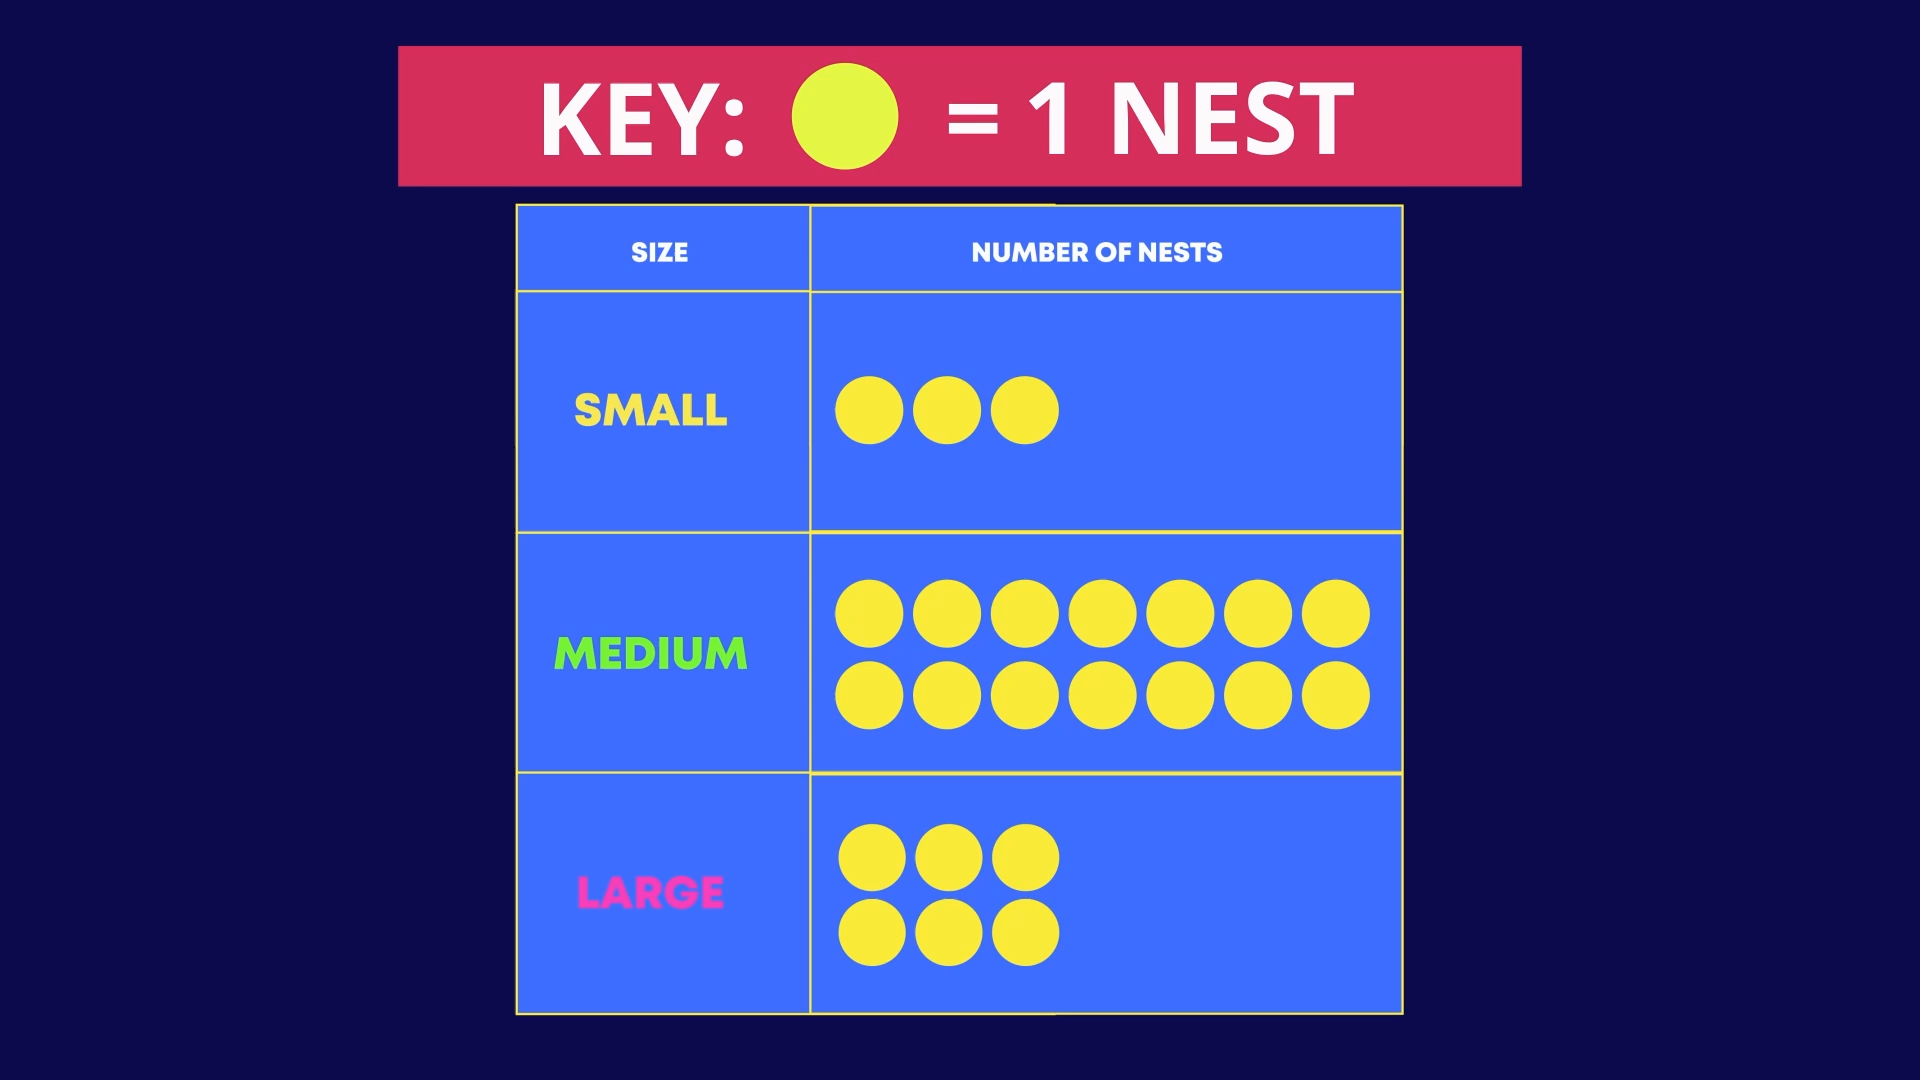 KEY: = 1 NEST
SIZE NUMBER OF NESTS
SMALL
MEDIUM
LARGE